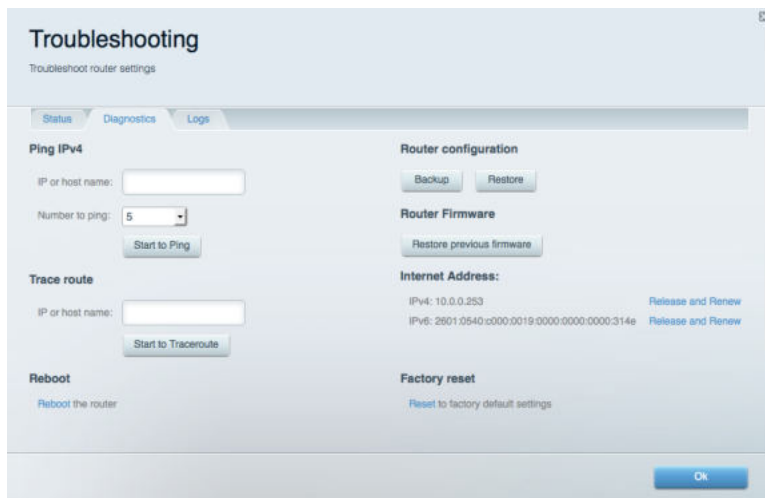 Troubleshooting
Troubleshoot router settings
Status Diagnostics Logs
Ping IPv4
IP or host name:
Number to ping: 5
Start to Ping
Trace route
IP or host name:
Start to Traceroute
Reboot
Reboot the router
Router configuration
Backup Restore
Router Firmware
Restore previous firmware
Internet Address:
IPv4: 10.0.0.253 Release and Renew
IPv6: 2601:0540:c000:0019:0000:0000:0000:314e Release and Renew
Factory reset
Reset to factory default settings
Ok